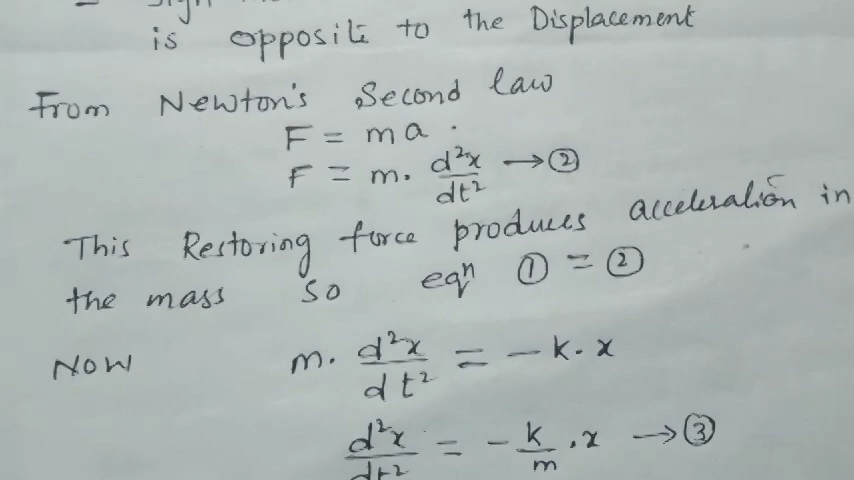 is opposite to the Displacement
From Newton's Second law
F = ma.
F = m. d²x/dt² → ②
This Restoring force produces acceleration in
the mass so eqⁿ ① = ②
Now m. d²x/dt² = -k.x
d²x/dt² = -k/m .x → ③